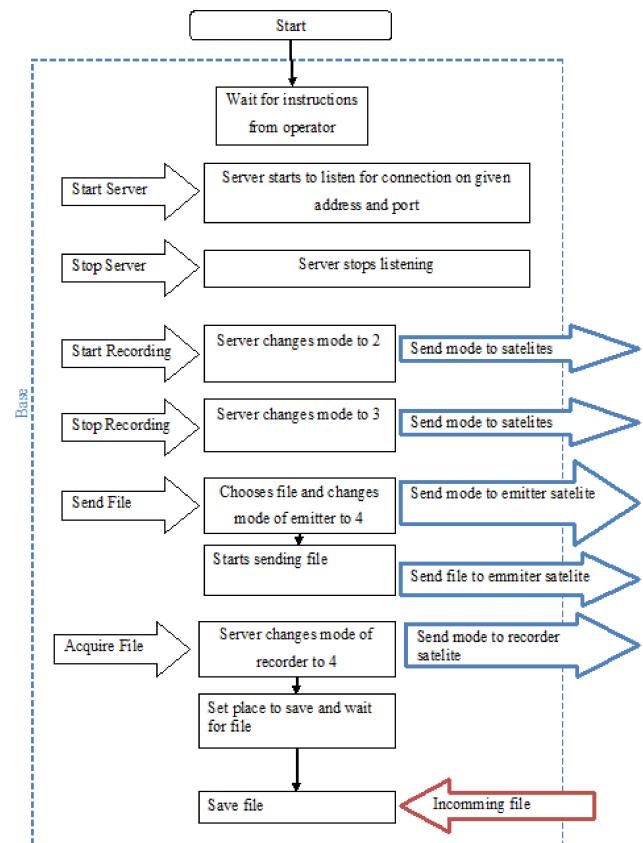 Start
Wait for instructions
from operator
Start Server
Server starts to listen for connection on given
address and port
Stop Server
Server stops listening
Start Recording
Server changes mode to 2
Send mode to satelites
Base
Stop Recording
Server changes mode to 3
Send mode to satelites
Send File
Chooses file and changes
mode of emitter to 4
Send mode to emitter satelite
Starts sending file
Send file to emmiter satelite
Acquire File
Server changes mode of
recorder to 4
Send mode to recorder
satelite
Set place to save and wait
for file
Save file
Incomming file